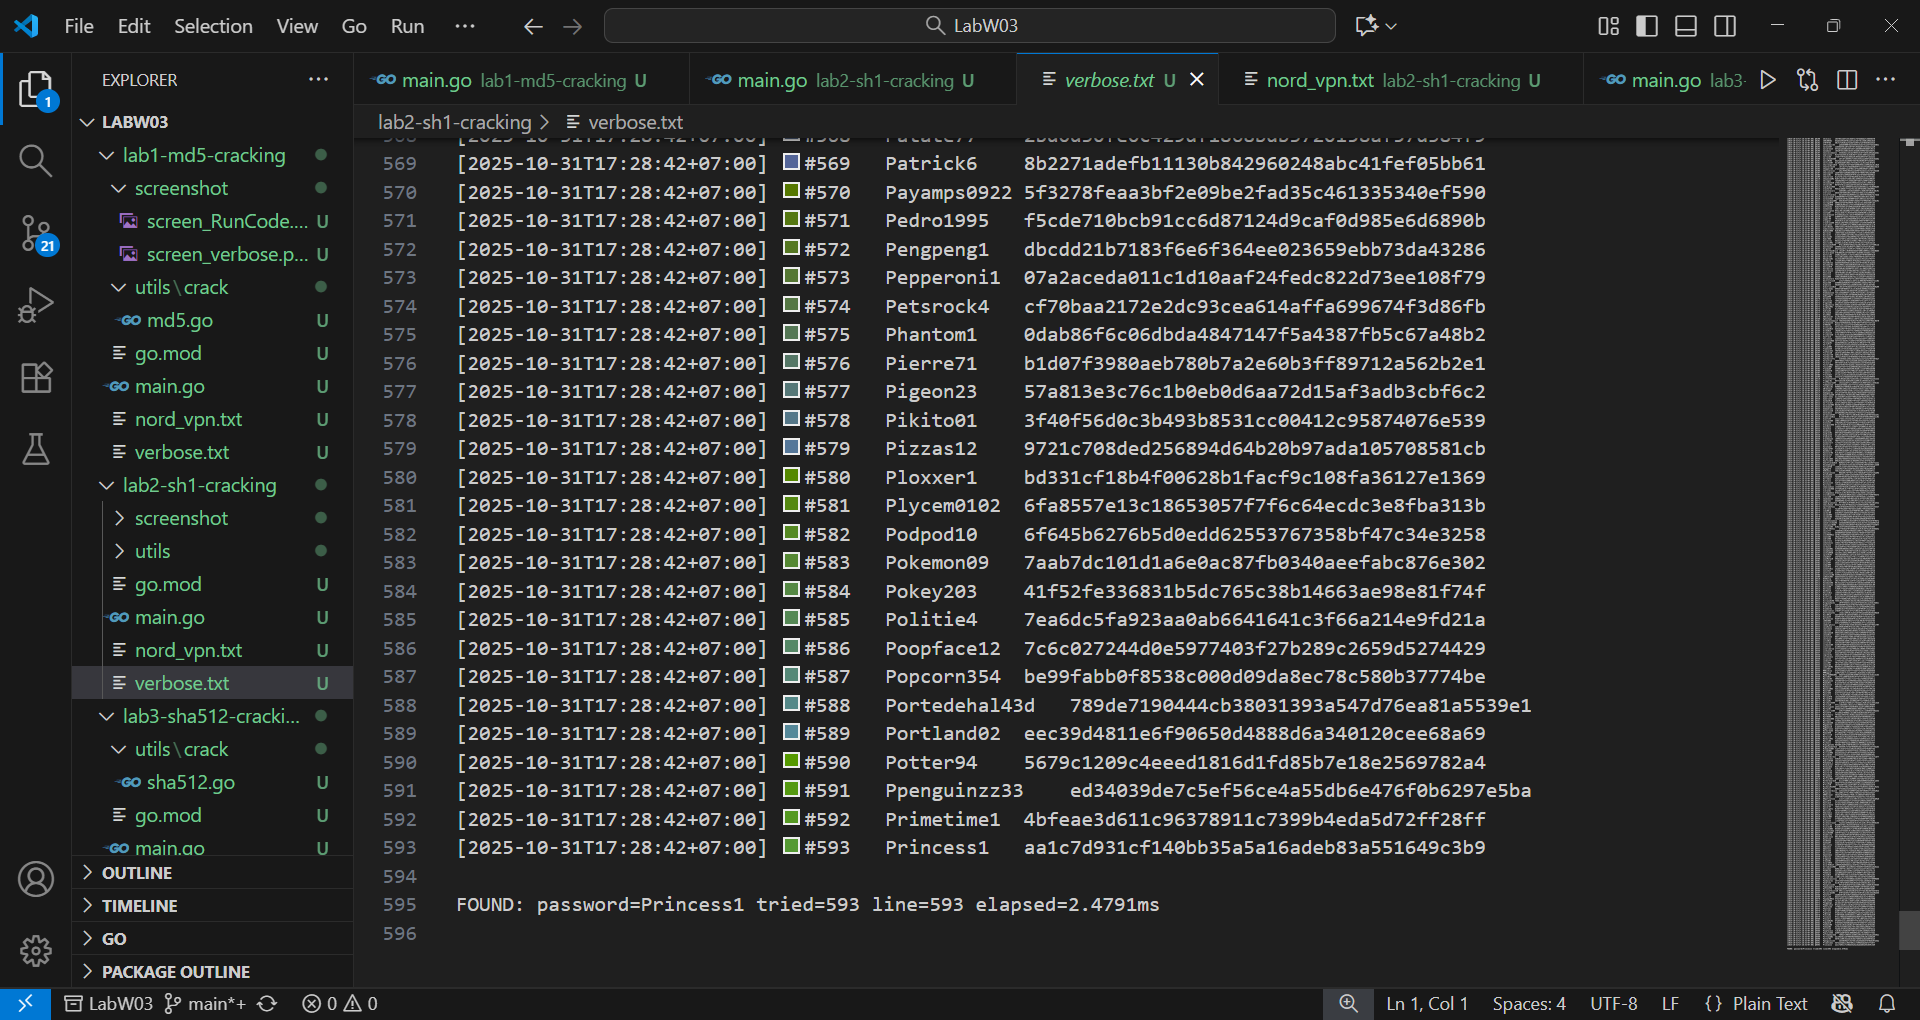 File Edit Selection View Go Run ··· LabW03
EXPLORER ···
LABW03
lab1-md5-cracking
screenshot
screen_RunCode.... U
screen_verbose.p... U
utils\crack
GO md5.go U
go.mod U
GO main.go U
nord_vpn.txt U
verbose.txt U
lab2-sh1-cracking
screenshot
utils
go.mod U
GO main.go U
nord_vpn.txt U
verbose.txt U
lab3-sha512-cracki...
utils\crack
GO sha512.go U
go.mod U
GO main.go U
OUTLINE
TIMELINE
GO
PACKAGE OUTLINE
1
21
GO main.go lab1-md5-cracking U GO main.go lab2-sh1-cracking U verbose.txt U nord_vpn.txt lab2-sh1-cracking U GO main.go lab3-
lab2-sh1-cracking > verbose.txt
569 [2025-10-31T17:28:42+07:00] #569 Patrick6 8b2271adefb11130b842960248abc41fef05bb61
570 [2025-10-31T17:28:42+07:00] #570 Payamps0922 5f3278feaa3bf2e09be2fad35c461335340ef590
571 [2025-10-31T17:28:42+07:00] #571 Pedro1995 f5cde710bcb91cc6d87124d9caf0d985e6d6890b
572 [2025-10-31T17:28:42+07:00] #572 Pengpeng1 dbcdd21b7183f6e6f364ee023659ebb73da43286
573 [2025-10-31T17:28:42+07:00] #573 Pepperoni1 07a2aceda011c1d10aaf24fedc822d73ee108f79
574 [2025-10-31T17:28:42+07:00] #574 Petsrock4 cf70baa2172e2dc93cea614affa699674f3d86fb
575 [2025-10-31T17:28:42+07:00] #575 Phantom1 0dab86f6c06dbda4847147f5a4387fb5c67a48b2
576 [2025-10-31T17:28:42+07:00] #576 Pierre71 b1d07f3980aeb780b7a2e60b3ff89712a562b2e1
577 [2025-10-31T17:28:42+07:00] #577 Pigeon23 57a813e3c76c1b0eb0d6aa72d15af3adb3cbf6c2
578 [2025-10-31T17:28:42+07:00] #578 Pikito01 3f40f56d0c3b493b8531cc00412c95874076e539
579 [2025-10-31T17:28:42+07:00] #579 Pizzas12 9721c708ded256894d64b20b97ada105708581cb
580 [2025-10-31T17:28:42+07:00] #580 Ploxxer1 bd331cf18b4f00628b1facf9c108fa36127e1369
581 [2025-10-31T17:28:42+07:00] #581 Plycem0102 6fa8557e13c18653057f7f6c64ecdc3e8fba313b
582 [2025-10-31T17:28:42+07:00] #582 Podpod10 6f645b6276b5d0edd62553767358bf47c34e3258
583 [2025-10-31T17:28:42+07:00] #583 Pokemon09 7aab7dc101d1a6e0ac87fb0340aeefabc876e302
584 [2025-10-31T17:28:42+07:00] #584 Pokey203 41f52fe336831b5dc765c38b14663ae98e81f74f
585 [2025-10-31T17:28:42+07:00] #585 Politie4 7ea6dc5fa923aa0ab6641641c3f66a214e9fd21a
586 [2025-10-31T17:28:42+07:00] #586 Poopface12 7c6c027244d0e5977403f27b289c2659d5274429
587 [2025-10-31T17:28:42+07:00] #587 Popcorn354 be99fabb0f8538c000d09da8ec78c580b37774be
588 [2025-10-31T17:28:42+07:00] #588 Portedehal43d 789de7190444cb38031393a547d76ea81a5539e1
589 [2025-10-31T17:28:42+07:00] #589 Portland02 eec39d4811e6f90650d4888d6a340120cee68a69
590 [2025-10-31T17:28:42+07:00] #590 Potter94 5679c1209c4eeed1816d1fd85b7e18e2569782a4
591 [2025-10-31T17:28:42+07:00] #591 Ppenguinzz33 ed34039de7c5ef56ce4a55db6e476f0b6297e5ba
592 [2025-10-31T17:28:42+07:00] #592 Primetime1 4bfeae3d611c96378911c7399b4eda5d72ff28ff
593 [2025-10-31T17:28:42+07:00] #593 Princess1 aa1c7d931cf140bb35a5a16adeb83a551649c3b9
594
595 FOUND: password=Princess1 tried=593 line=593 elapsed=2.4791ms
596
LabW03 main*+ 0 0 Ln 1, Col 1 Spaces: 4 UTF-8 LF {} Plain Text